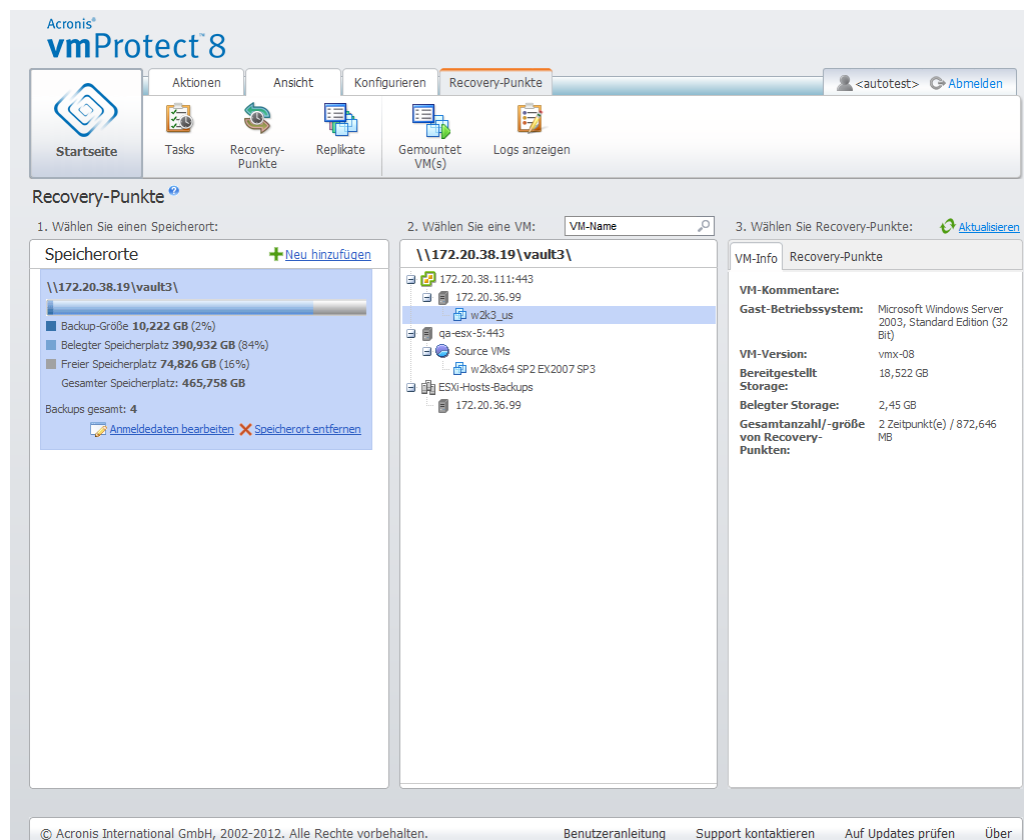 Acronis®
vmProtect™ 8
Aktionen
Ansicht
Konfigurieren
Recovery-Punkte
<autotest>
Abmelden
Startseite
Tasks
Recovery-
Punkte
Replikate
Gemountet
VM(s)
Logs anzeigen
Recovery-Punkte ?
1. Wählen Sie einen Speicherort:
2. Wählen Sie eine VM:
VM-Name
3. Wählen Sie Recovery-Punkte:
Aktualisieren
Speicherorte
Neu hinzufügen
\\172.20.38.19\vault3\
Backup-Größe 10,222 GB (2%)
Belegter Speicherplatz 390,932 GB (84%)
Freier Speicherplatz 74,826 GB (16%)
Gesamter Speicherplatz: 465,758 GB
Backups gesamt: 4
Anmeldedaten bearbeiten
Speicherort entfernen
\\172.20.38.19\vault3\
172.20.38.111:443
172.20.36.99
w2k3_us
qa-esx-5:443
Source VMs
w2k8x64 SP2 EX2007 SP3
ESXi-Hosts-Backups
172.20.36.99
VM-Info
Recovery-Punkte
VM-Kommentare:
Gast-Betriebssystem: Microsoft Windows Server
2003, Standard Edition (32
Bit)
VM-Version: vmx-08
Bereitgestellt 18,522 GB
Storage:
Belegter Storage: 2,45 GB
Gesamtanzahl/-größe 2 Zeitpunkt(e) / 872,646
von Recovery- MB
Punkten:
© Acronis International GmbH, 2002-2012. Alle Rechte vorbehalten.
Benutzeranleitung
Support kontaktieren
Auf Updates prüfen
Über